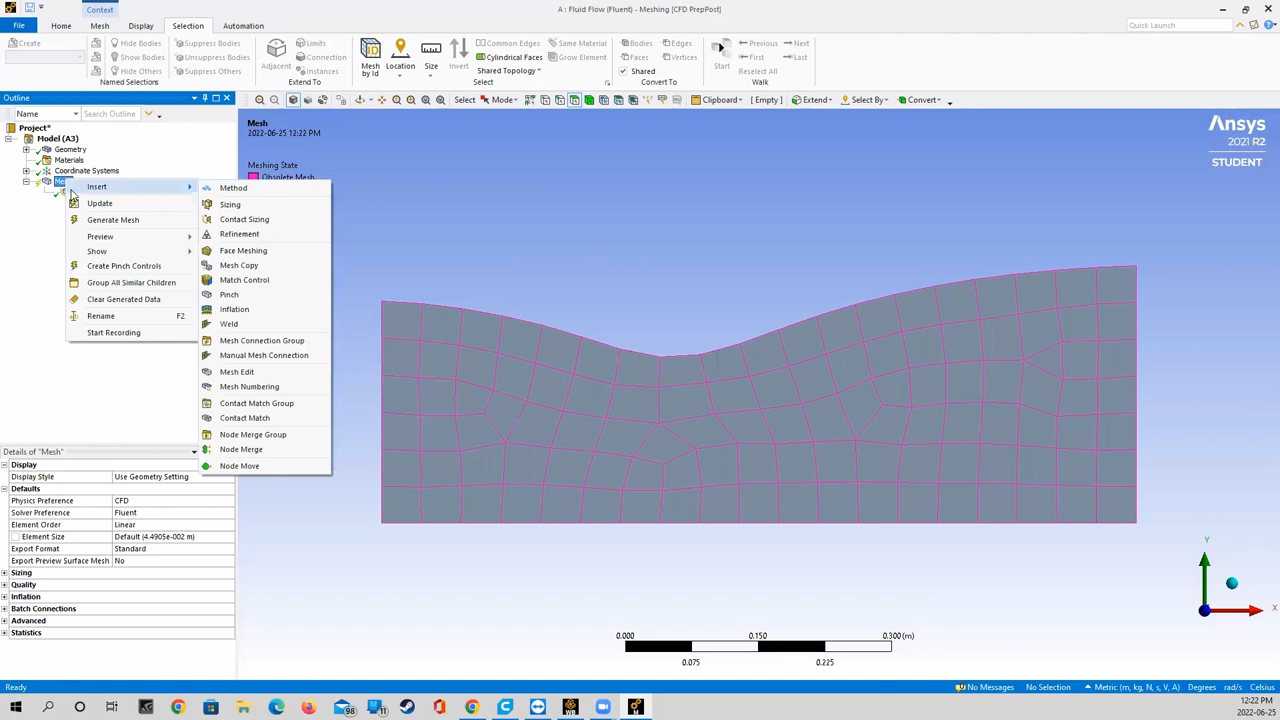 Context
A : Fluid Flow (Fluent) - Meshing [CFD PrepPost]
File Home Mesh Display Selection Automation
Quick Launch
Create
Hide Bodies Suppress Bodies
Show Bodies Unsuppress Bodies
Hide Others Suppress Others
Named Selections
Adjacent
Limits
Connection
Instances
Extend To
Mesh by Id
Location
Size
Invert
Common Edges Same Material
Cylindrical Faces Grow Element
Shared Topology
Select
Bodies Edges
Faces Vertices
Shared
Convert To
Start
Previous Next
First Last
Reselect All
Walk
Outline
Select Mode Clipboard [ Empty ] Extend Select By Convert
Name Search Outline
Project*
Model (A3)
Geometry
Materials
Coordinate Systems
Insert
Update
Generate Mesh
Preview
Show
Create Pinch Controls
Group All Similar Children
Clear Generated Data
Rename F2
Start Recording
Method
Sizing
Contact Sizing
Refinement
Face Meshing
Mesh Copy
Match Control
Pinch
Inflation
Weld
Mesh Connection Group
Manual Mesh Connection
Mesh Edit
Mesh Numbering
Contact Match Group
Contact Match
Node Merge Group
Node Merge
Node Move
Mesh
2022-06-25 12:22 PM
Meshing State
Obsolete Mesh
Ansys
2021 R2
STUDENT
Details of "Mesh"
Display
Display Style Use Geometry Setting
Defaults
Physics Preference CFD
Solver Preference Fluent
Element Order Linear
Element Size Default (4.4905e-002 m)
Export Format Standard
Export Preview Surface Mesh No
Sizing
Quality
Inflation
Batch Connections
Advanced
Statistics
Y
X
0.000 0.150 0.300 (m)
0.075 0.225
Ready
No Messages No Selection Metric (m, kg, N, s, V, A) Degrees rad/s Celsius
98
11
12:22 PM
2022-06-25